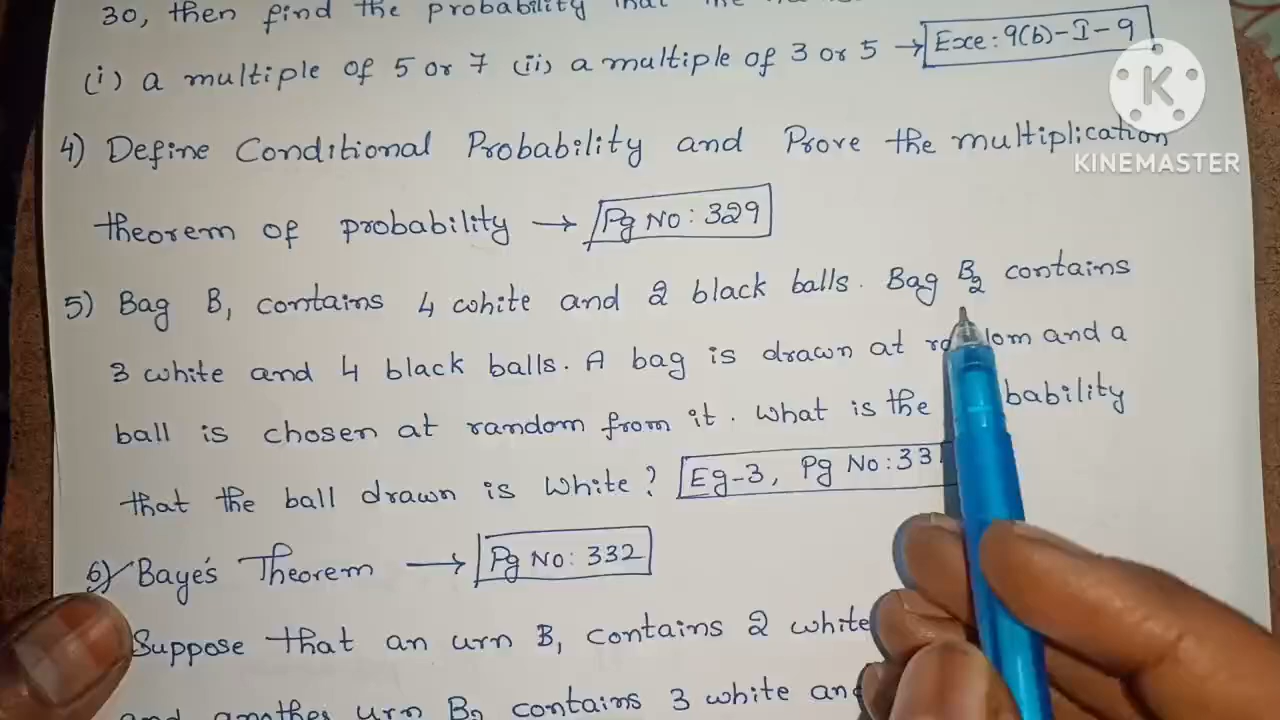 30, then find the probability that the
(i) a multiple of 5 or 7 (ii) a multiple of 3 or 5 → Exe: 9(b)-I-9
4) Define Conditional Probability and Prove the multiplication
theorem of probability → Pg No: 329
5) Bag B1 contains 4 white and 2 black balls. Bag B2 contains
3 white and 4 black balls. A bag is drawn at random and a
ball is chosen at random from it. What is the bability
that the ball drawn is white? Eg-3, Pg No: 331
6) Baye's Theorem → Pg No: 332
Suppose that an urn B1 contains 2 white
and another urn B2 contains 3 white and
K
KINEMASTER